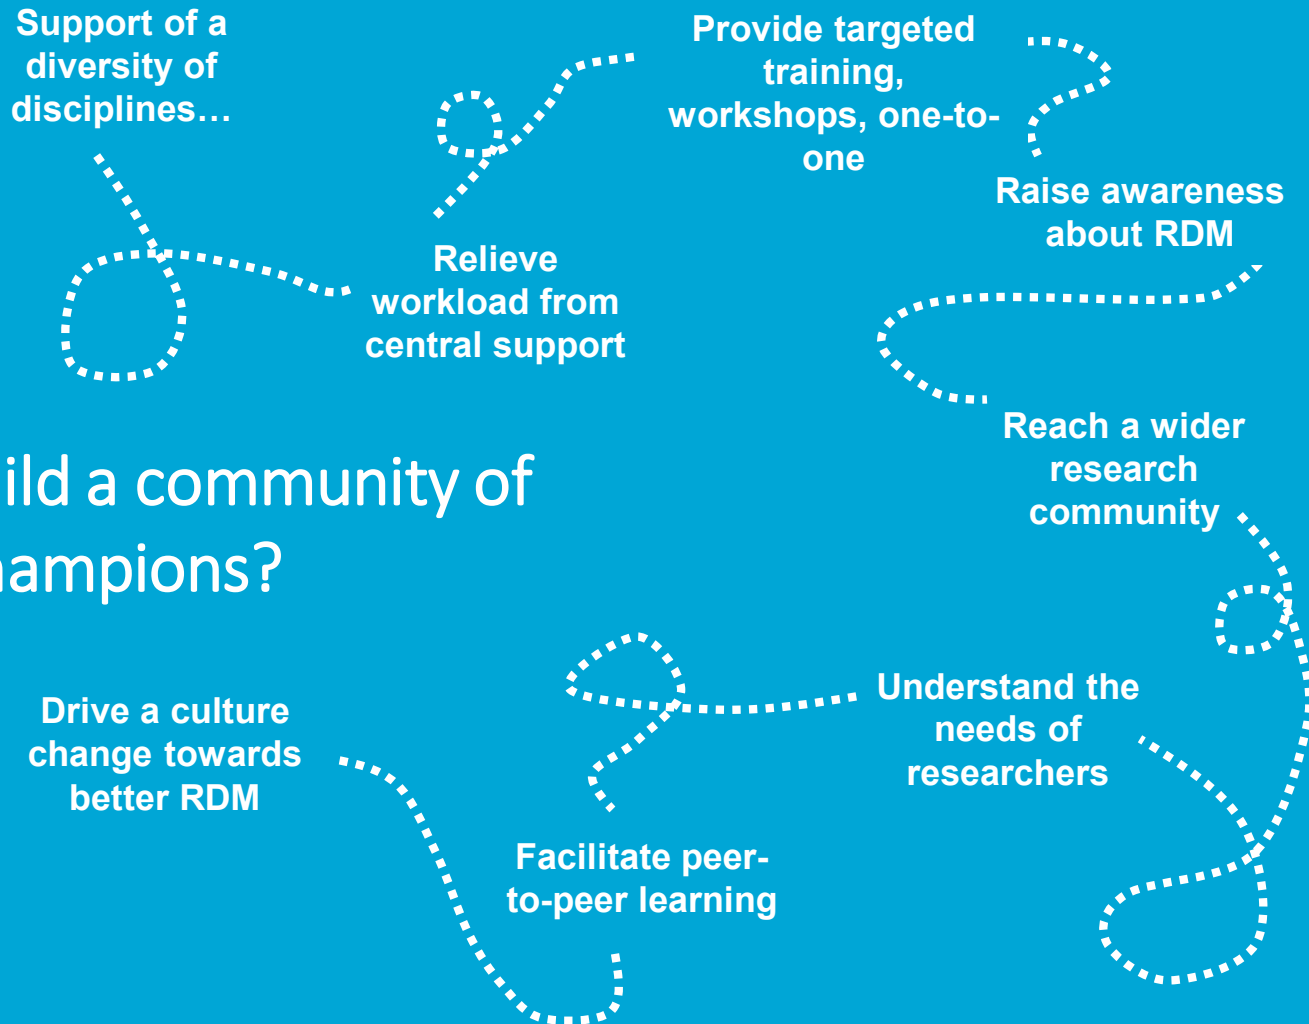 Support of a
diversity of
disciplines…
Relieve
workload from
central support
Provide targeted
training,
workshops, one-to-
one
Raise awareness
about RDM
Reach a wider
research
community
ild a community of
ampions?
Understand the
needs of
researchers
Facilitate peer-
to-peer learning
Drive a culture
change towards
better RDM